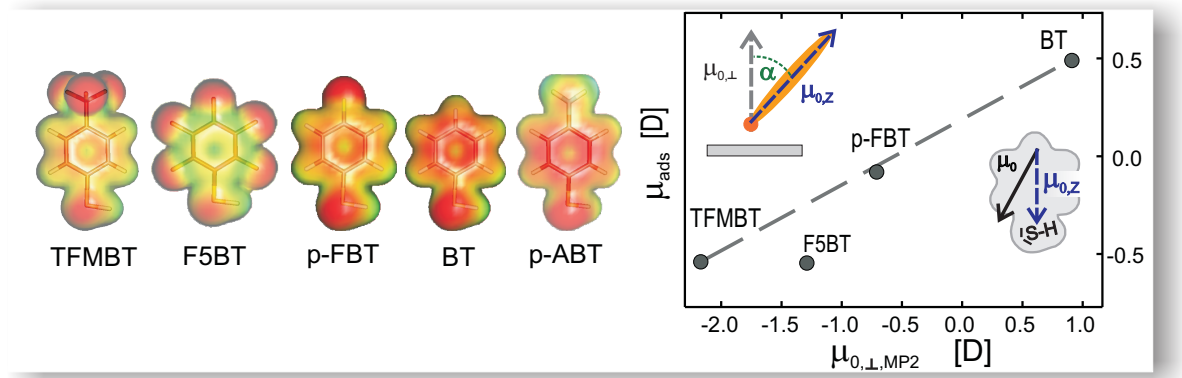 TFMBT F5BT p-FBT BT p-ABT
μ0,⊥
α
μ0,Z
BT
p-FBT
TFMBT
F5BT
μ0
μ0,Z
S-H
μads [D]
0.5
0.0
-0.5
-2.0 -1.5 -1.0 -0.5 0.0 0.5 1.0
μ0,⊥,MP2 [D]